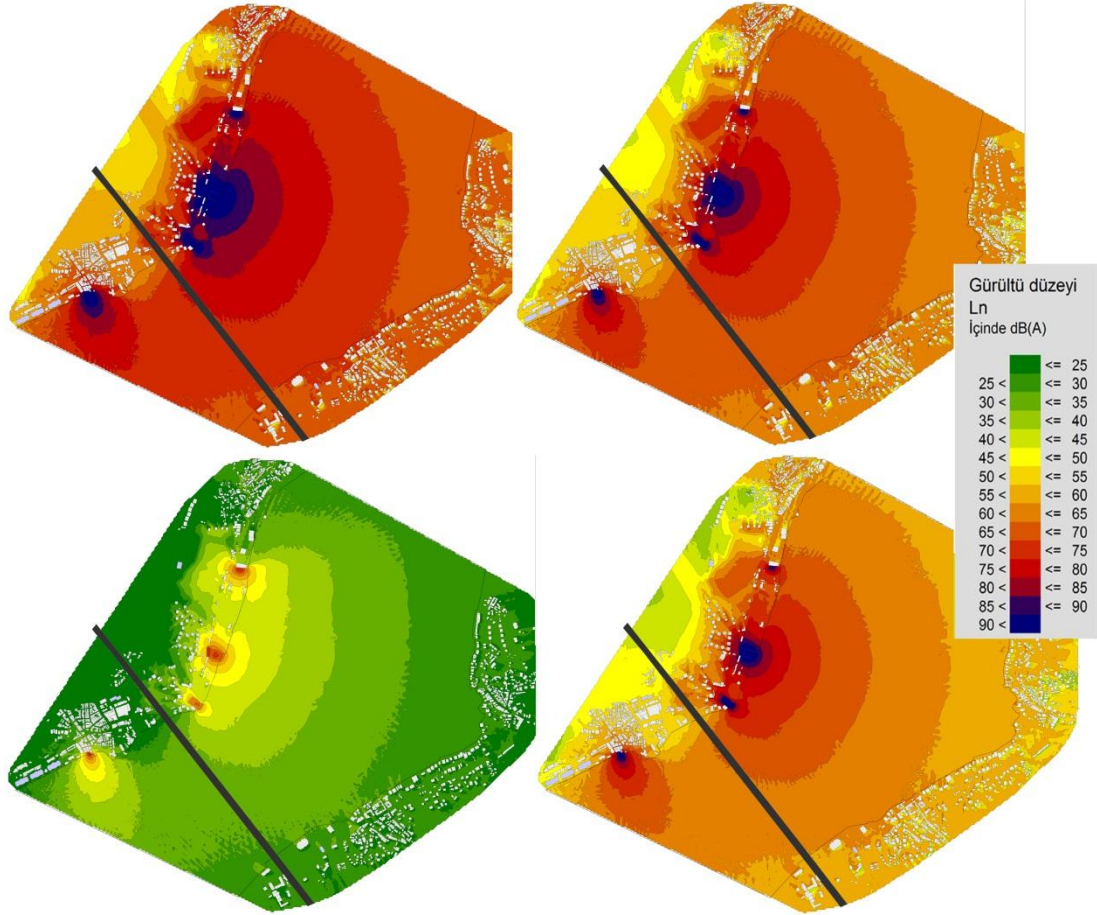 Gürültü düzeyi
Ln
İçinde dB(A)
<= 25
25 < <= 30
30 < <= 35
35 < <= 40
40 < <= 45
45 < <= 50
50 < <= 55
55 < <= 60
60 < <= 65
65 < <= 70
70 < <= 75
75 < <= 80
80 < <= 85
85 < <= 90
90 <